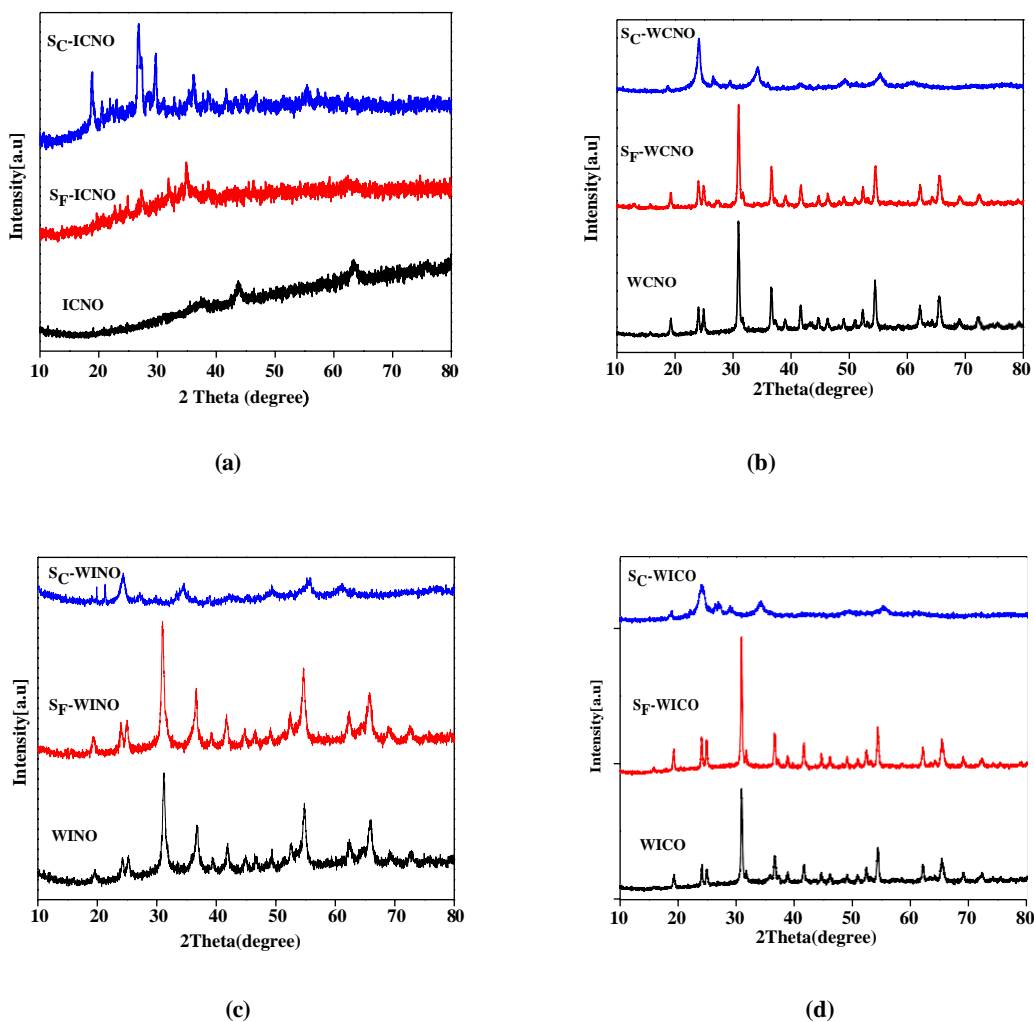 S_C-ICNO
S_F-ICNO
ICNO
Intensity[a.u]
10 20 30 40 50 60 70 80
2 Theta (degree)
(a)
S_C-WCNO
S_F-WCNO
WCNO
Intensity[a.u]
10 20 30 40 50 60 70 80
2Theta(degree)
(b)
S_C-WINO
S_F-WINO
WINO
Intensity[a.u]
10 20 30 40 50 60 70 80
2Theta(degree)
(c)
S_C-WICO
S_F-WICO
WICO
Intensity[a.u]
10 20 30 40 50 60 70 80
2Theta(degree)
(d)